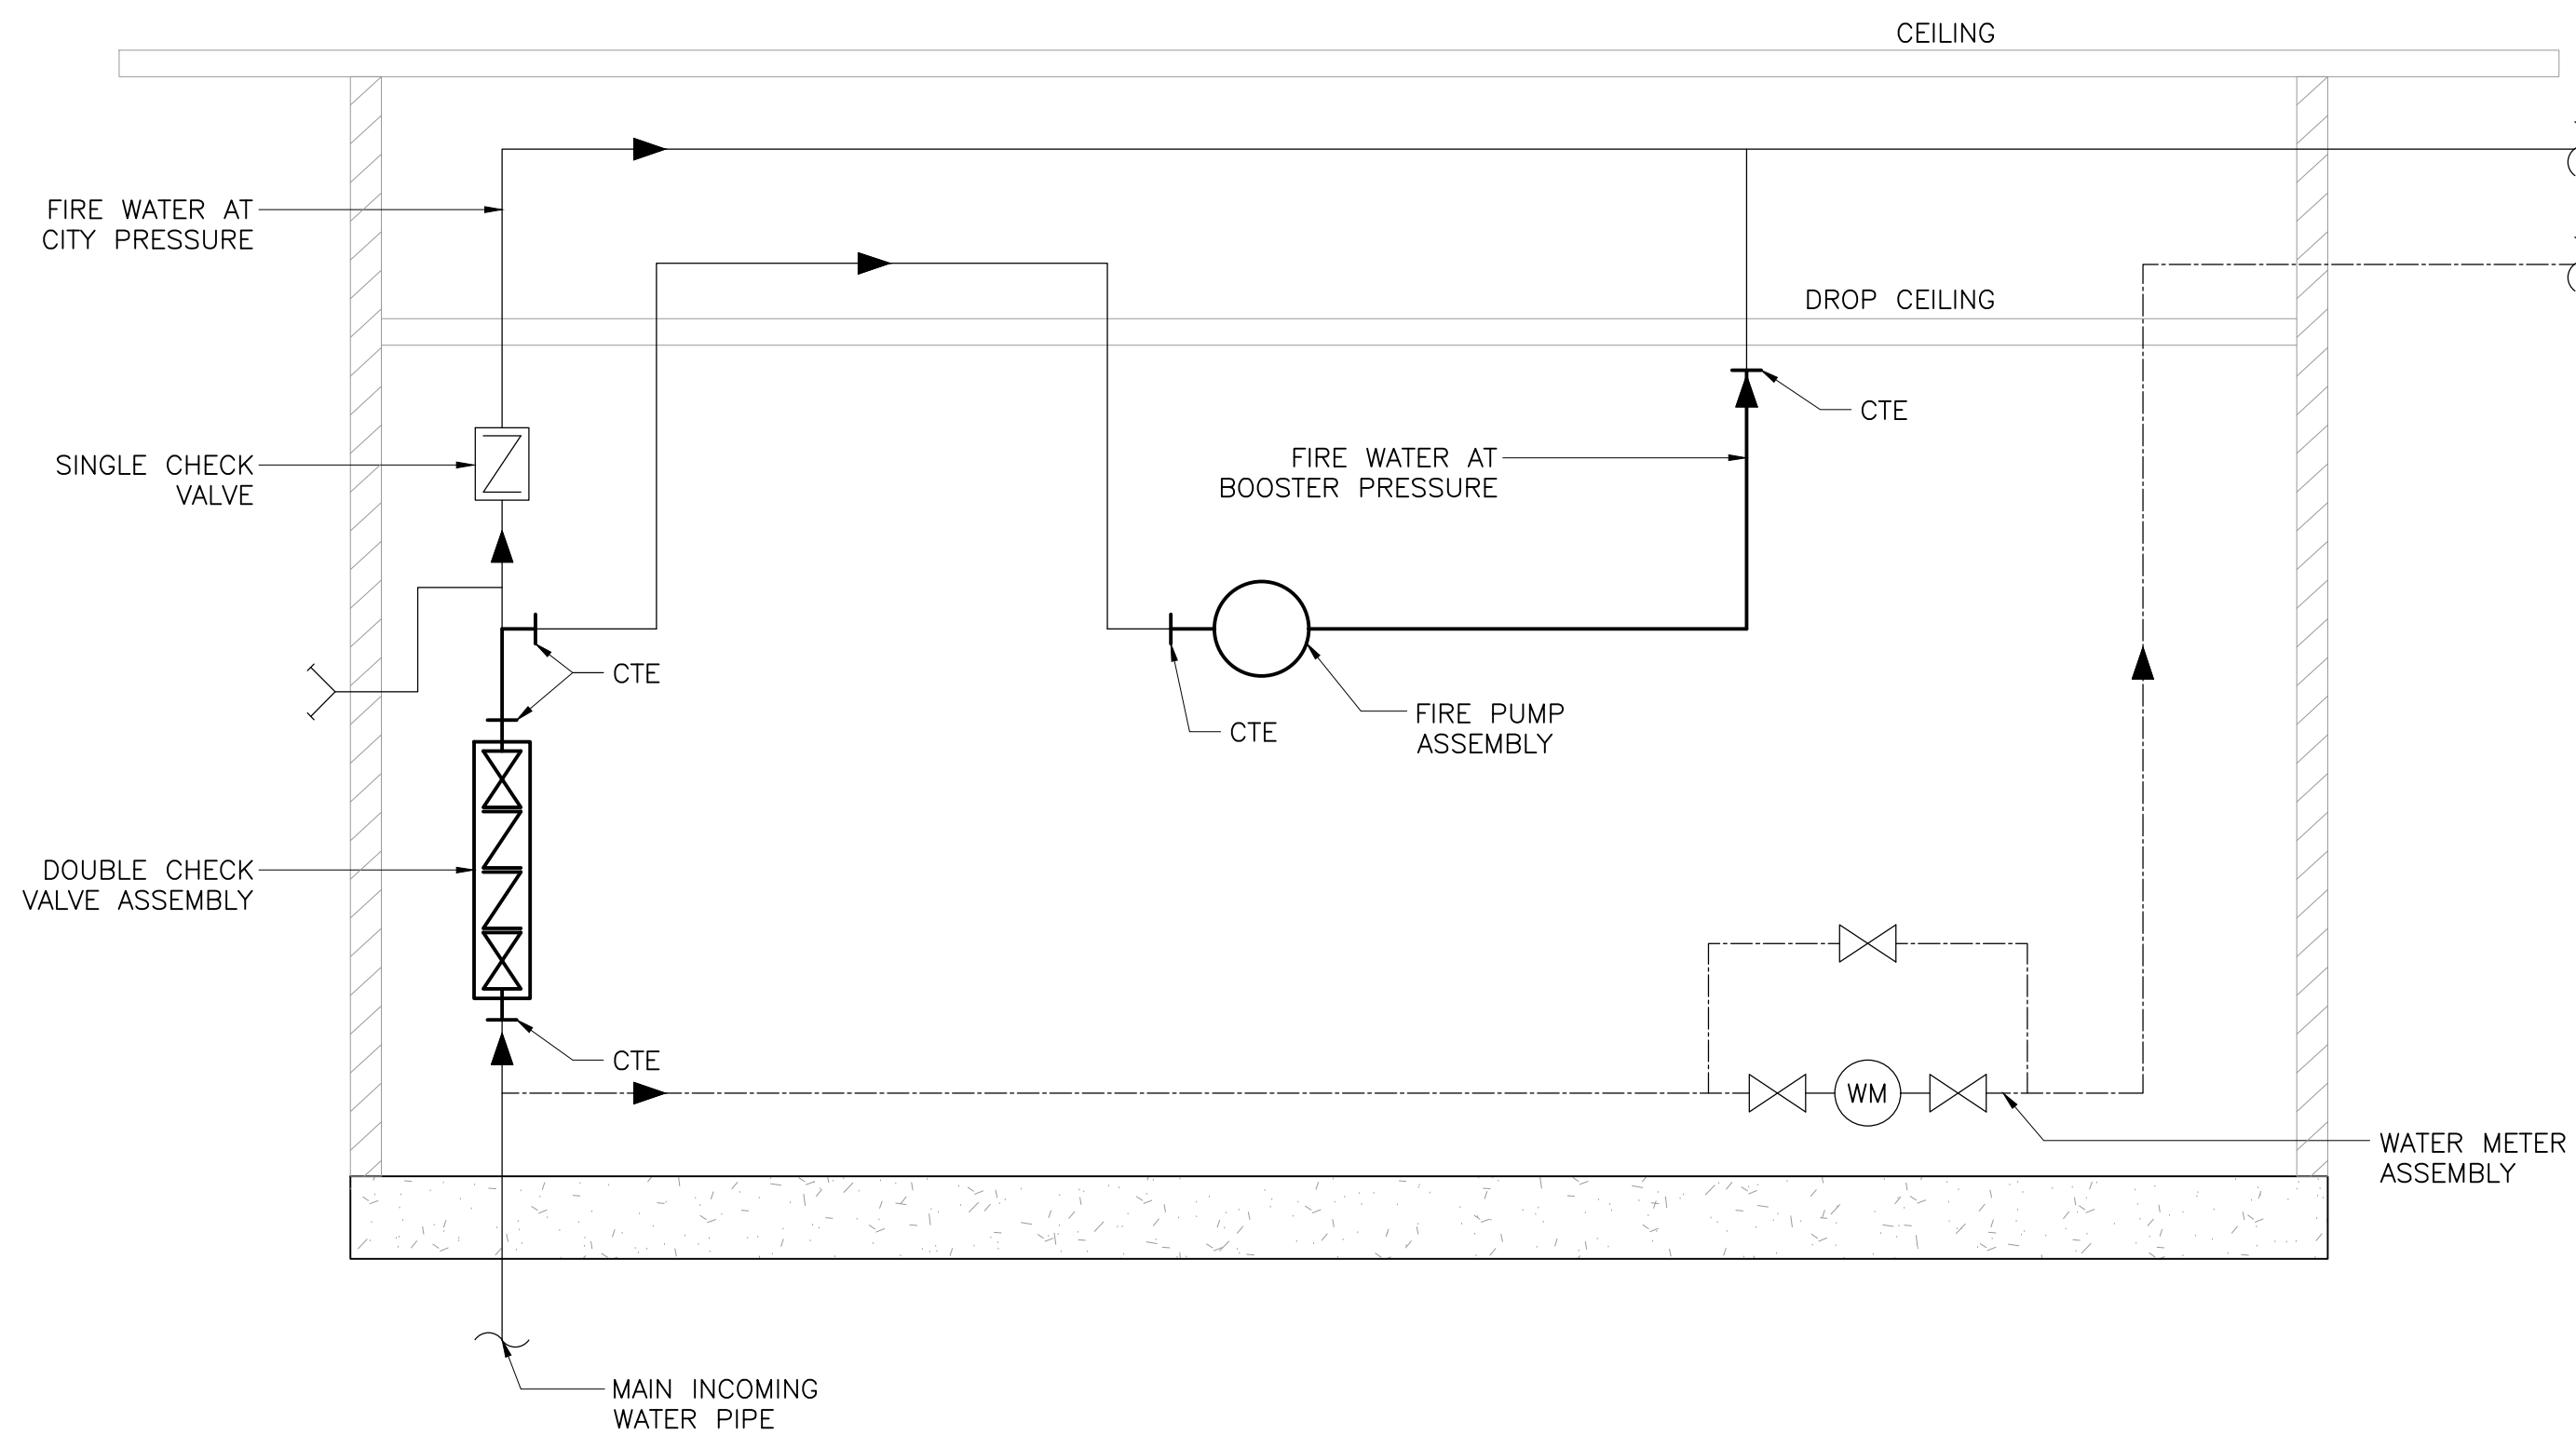 CEILING
FIRE WATER AT
CITY PRESSURE
DROP CEILING
CTE
SINGLE CHECK
VALVE
FIRE WATER AT
BOOSTER PRESSURE
CTE
CTE
FIRE PUMP
ASSEMBLY
DOUBLE CHECK
VALVE ASSEMBLY
CTE
WM
WATER METER
ASSEMBLY
MAIN INCOMING
WATER PIPE